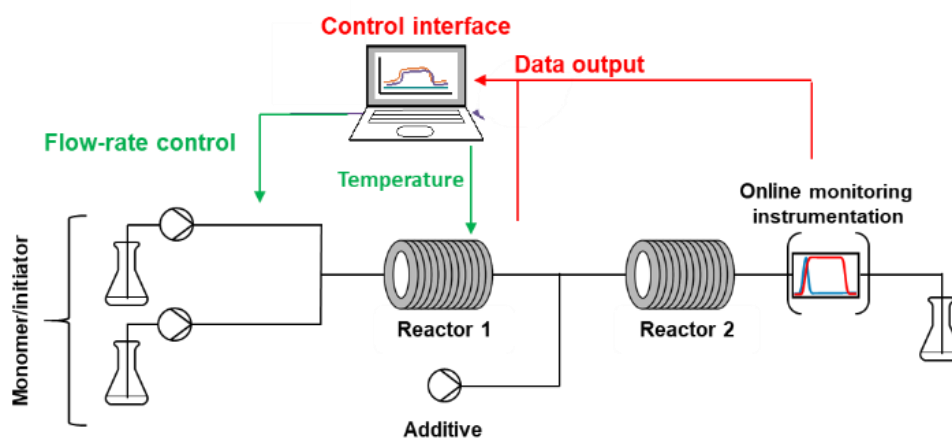 Control interface
Data output
Flow-rate control
Temperature
Online monitoring
instrumentation
Monomer/initiator
Reactor 1
Reactor 2
Additive